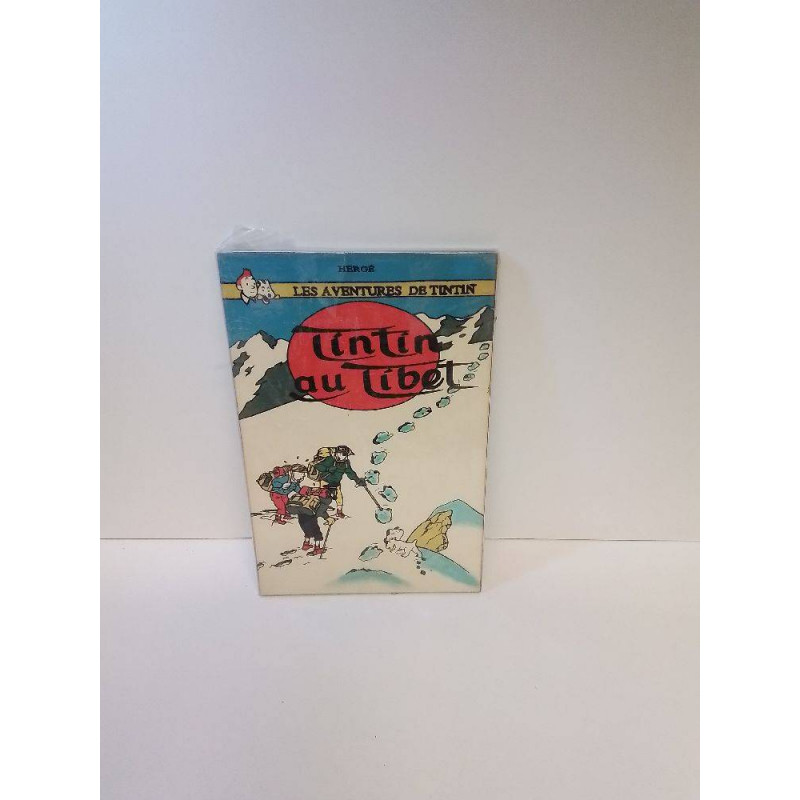 HERGÉ
LES AVENTURES DE TINTIN
Tintin
au Tibet